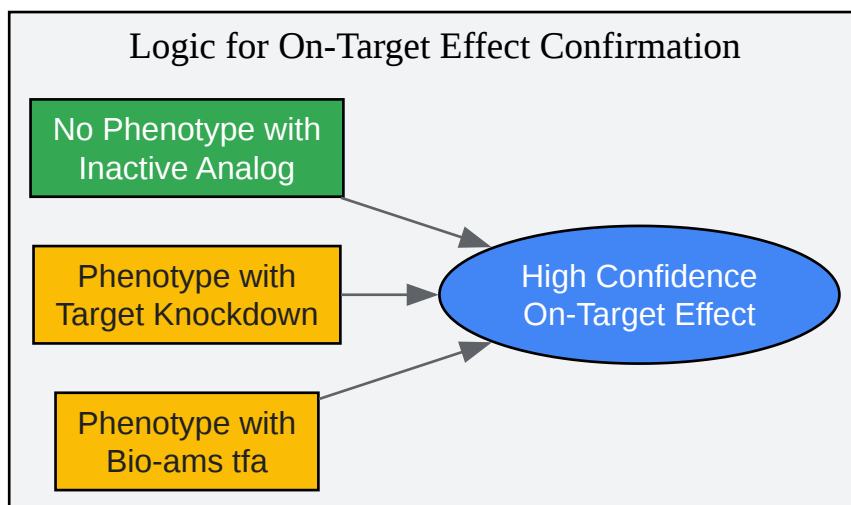 Logic for On-Target Effect Confirmation
No Phenotype with
Inactive Analog
Phenotype with
Target Knockdown
High Confidence
On-Target Effect
Phenotype with
Bio-ams tfa